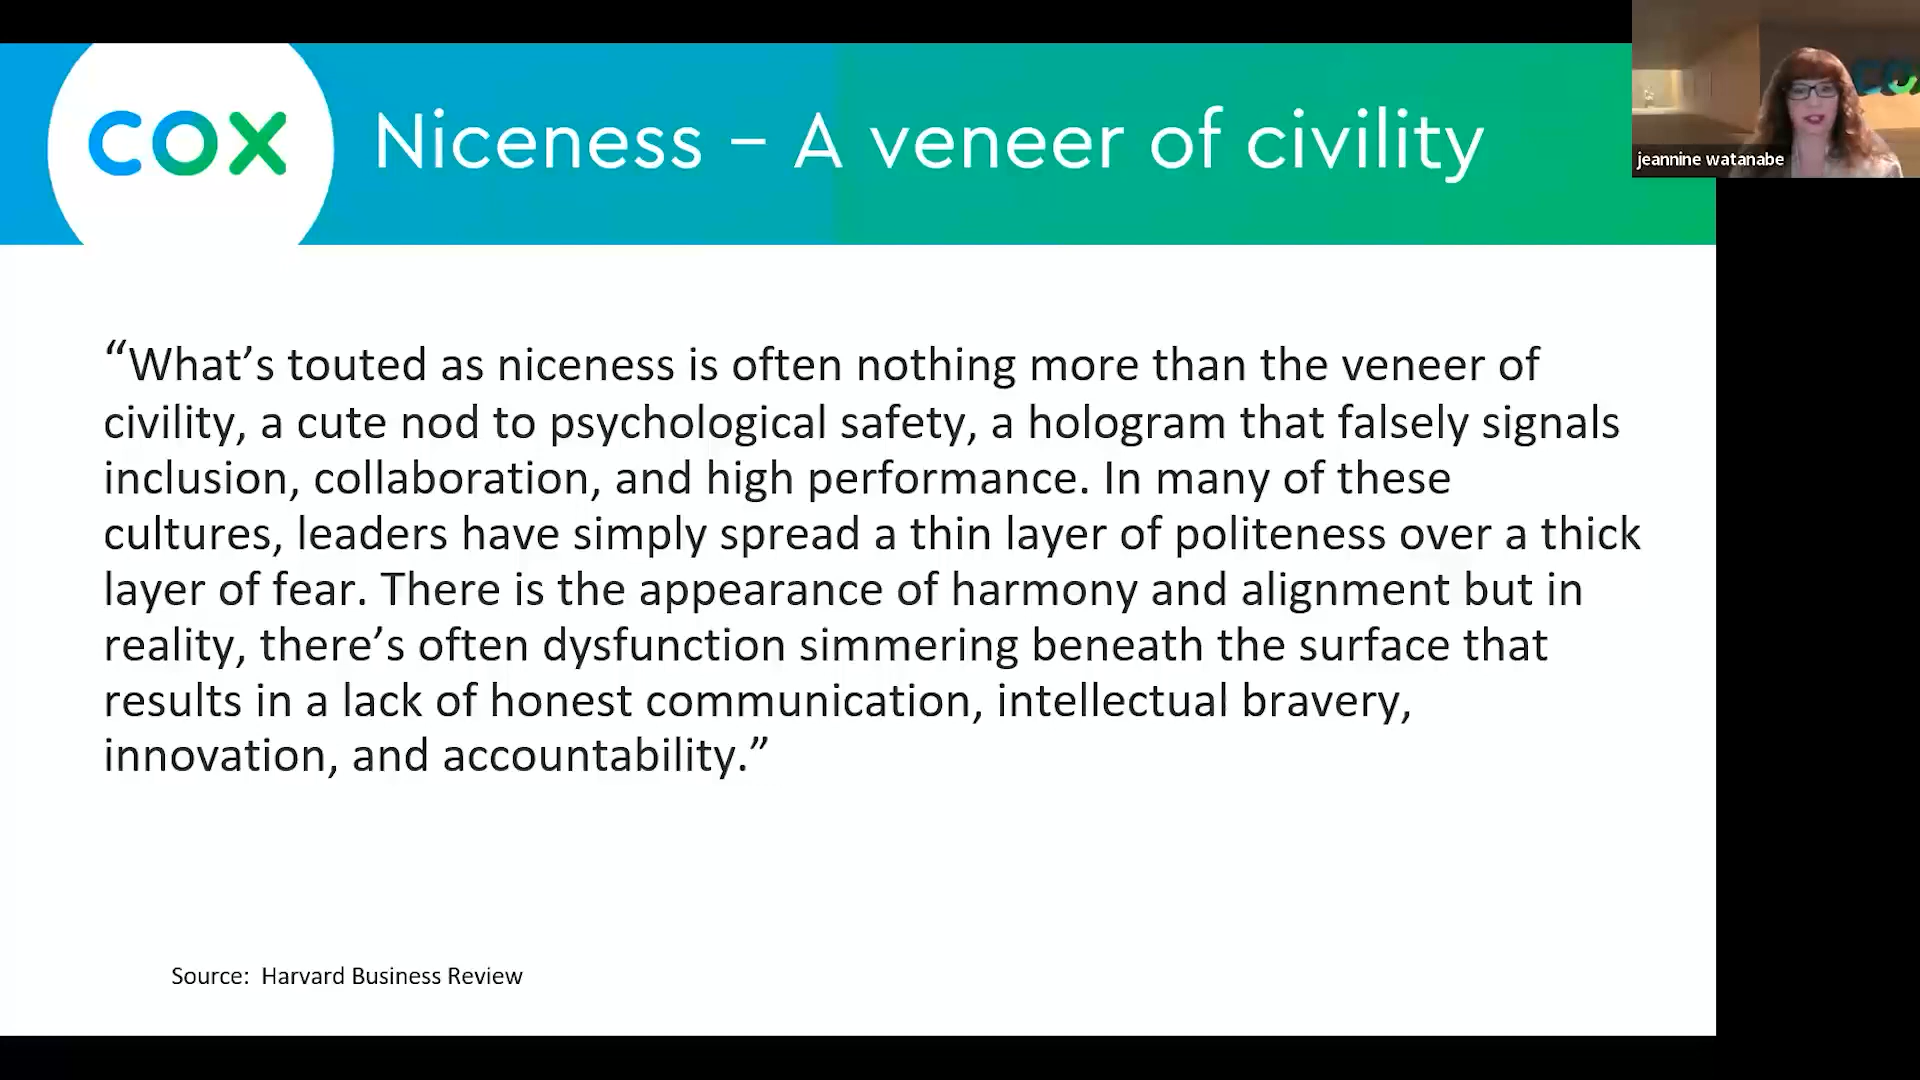 cox
Niceness – A veneer of civility
jeannine watanabe
“What’s touted as niceness is often nothing more than the veneer of
civility, a cute nod to psychological safety, a hologram that falsely signals
inclusion, collaboration, and high performance. In many of these
cultures, leaders have simply spread a thin layer of politeness over a thick
layer of fear. There is the appearance of harmony and alignment but in
reality, there’s often dysfunction simmering beneath the surface that
results in a lack of honest communication, intellectual bravery,
innovation, and accountability.”
Source:  Harvard Business Review